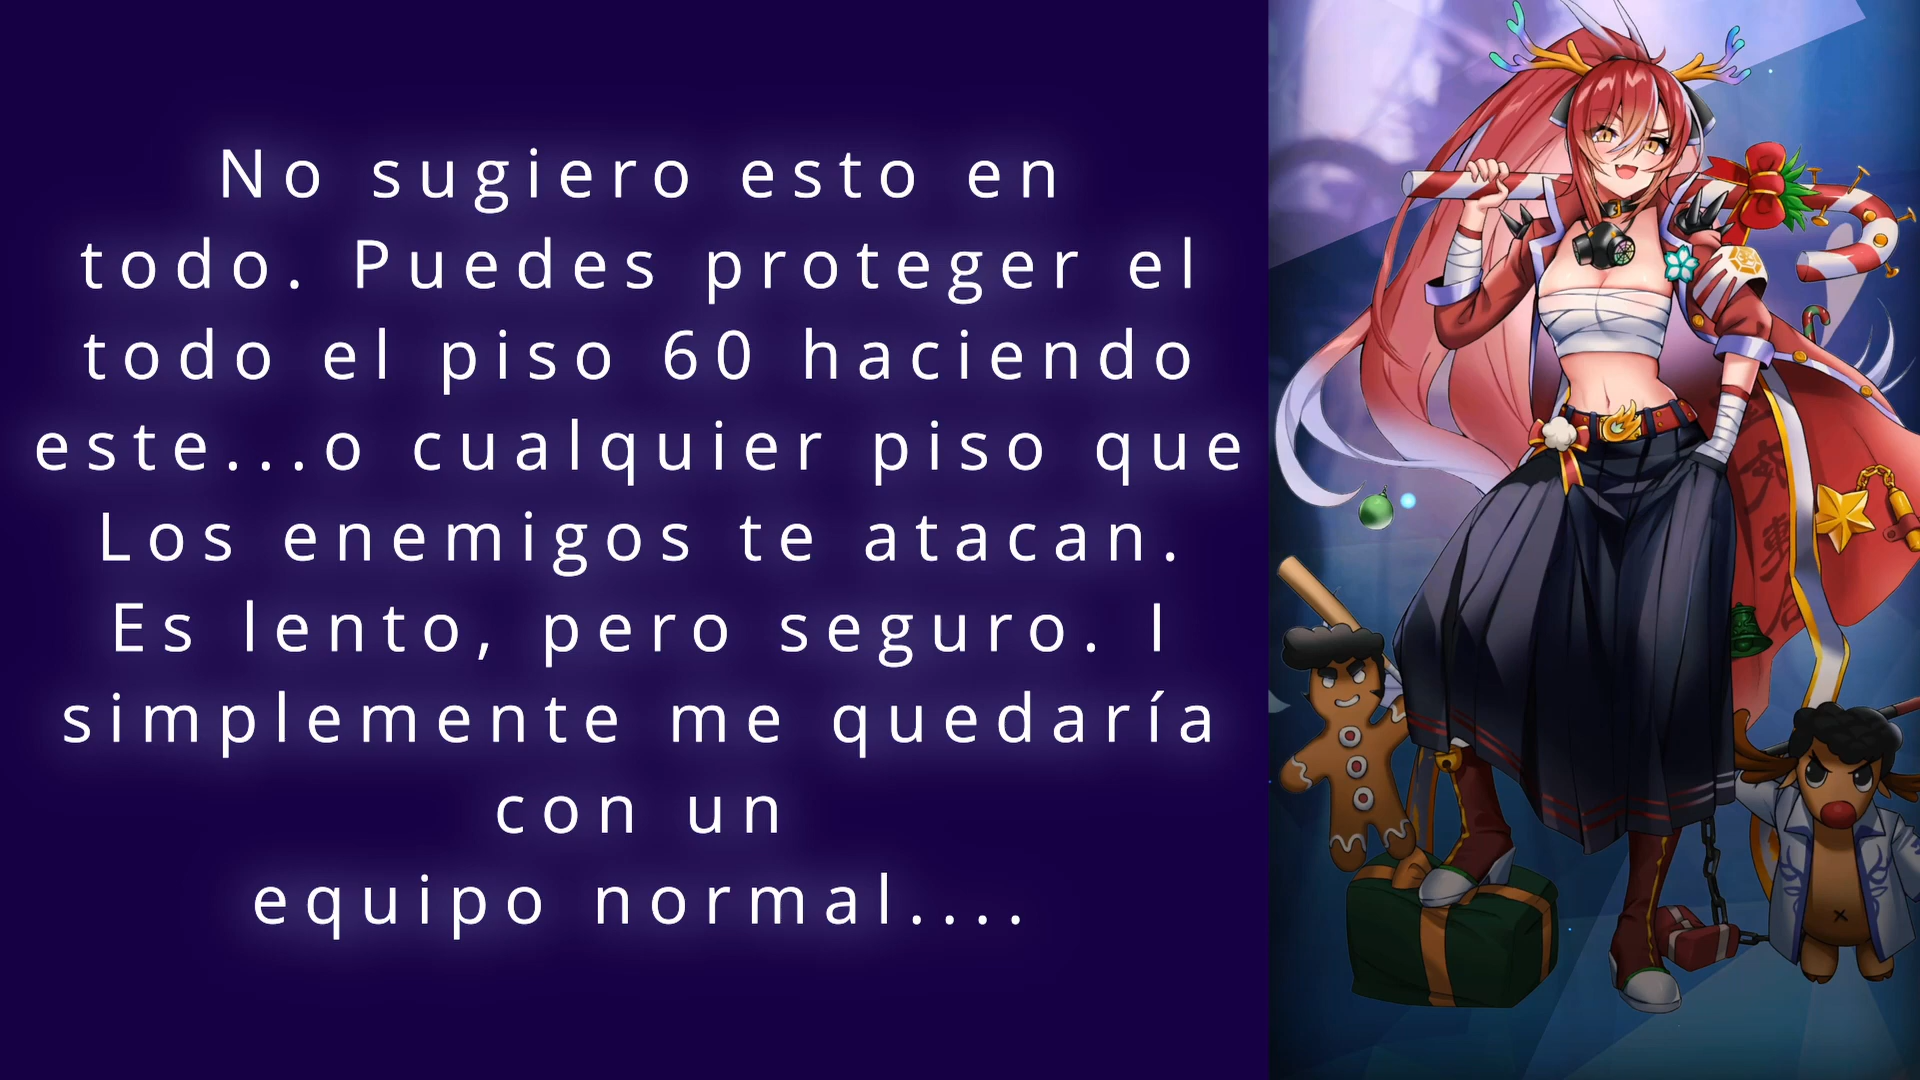 No sugiero esto en
todo. Puedes proteger el
todo el piso 60 haciendo
este...o cualquier piso que
Los enemigos te atacan.
Es lento, pero seguro. I
simplemente me quedaría
con un
equipo normal....